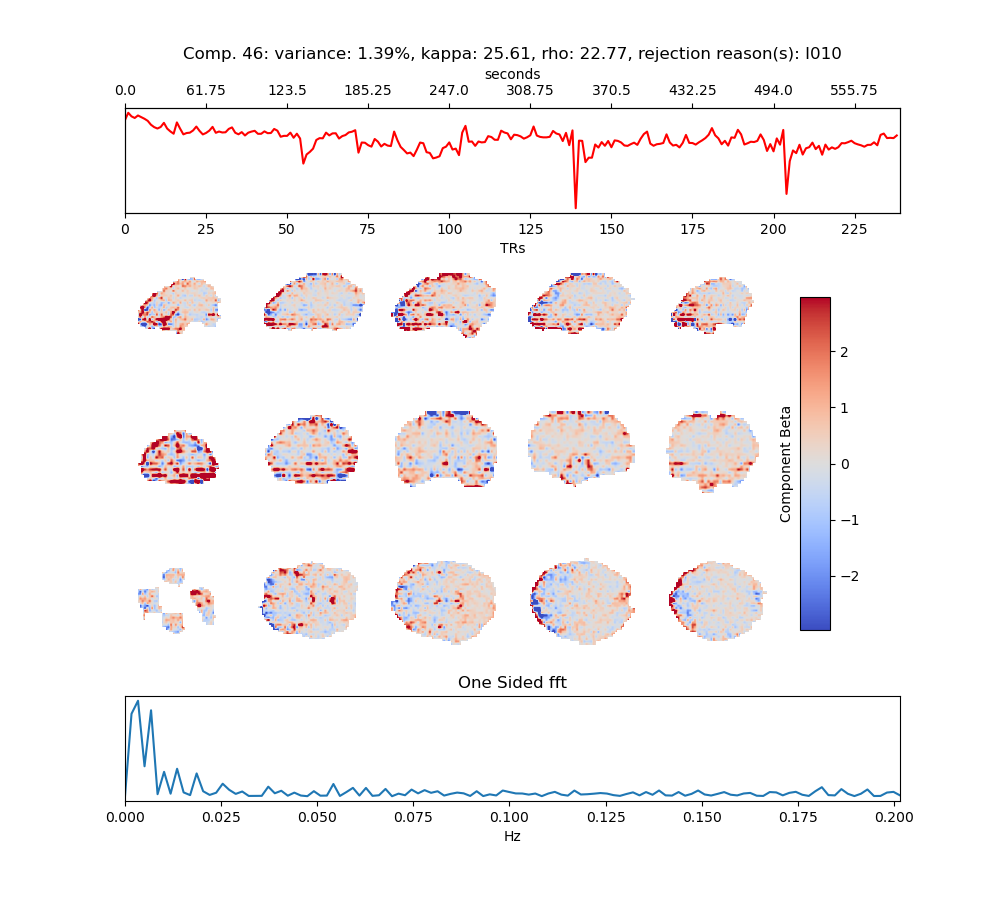 Comp. 46: variance: 1.39%, kappa: 25.61, rho: 22.77, rejection reason(s): I010
seconds
0.0 61.75 123.5 185.25 247.0 308.75 370.5 432.25 494.0 555.75
0 25 50 75 100 125 150 175 200 225
TRs
2
1
0
−1
−2
Component Beta
One Sided fft
0.000 0.025 0.050 0.075 0.100 0.125 0.150 0.175 0.200
Hz